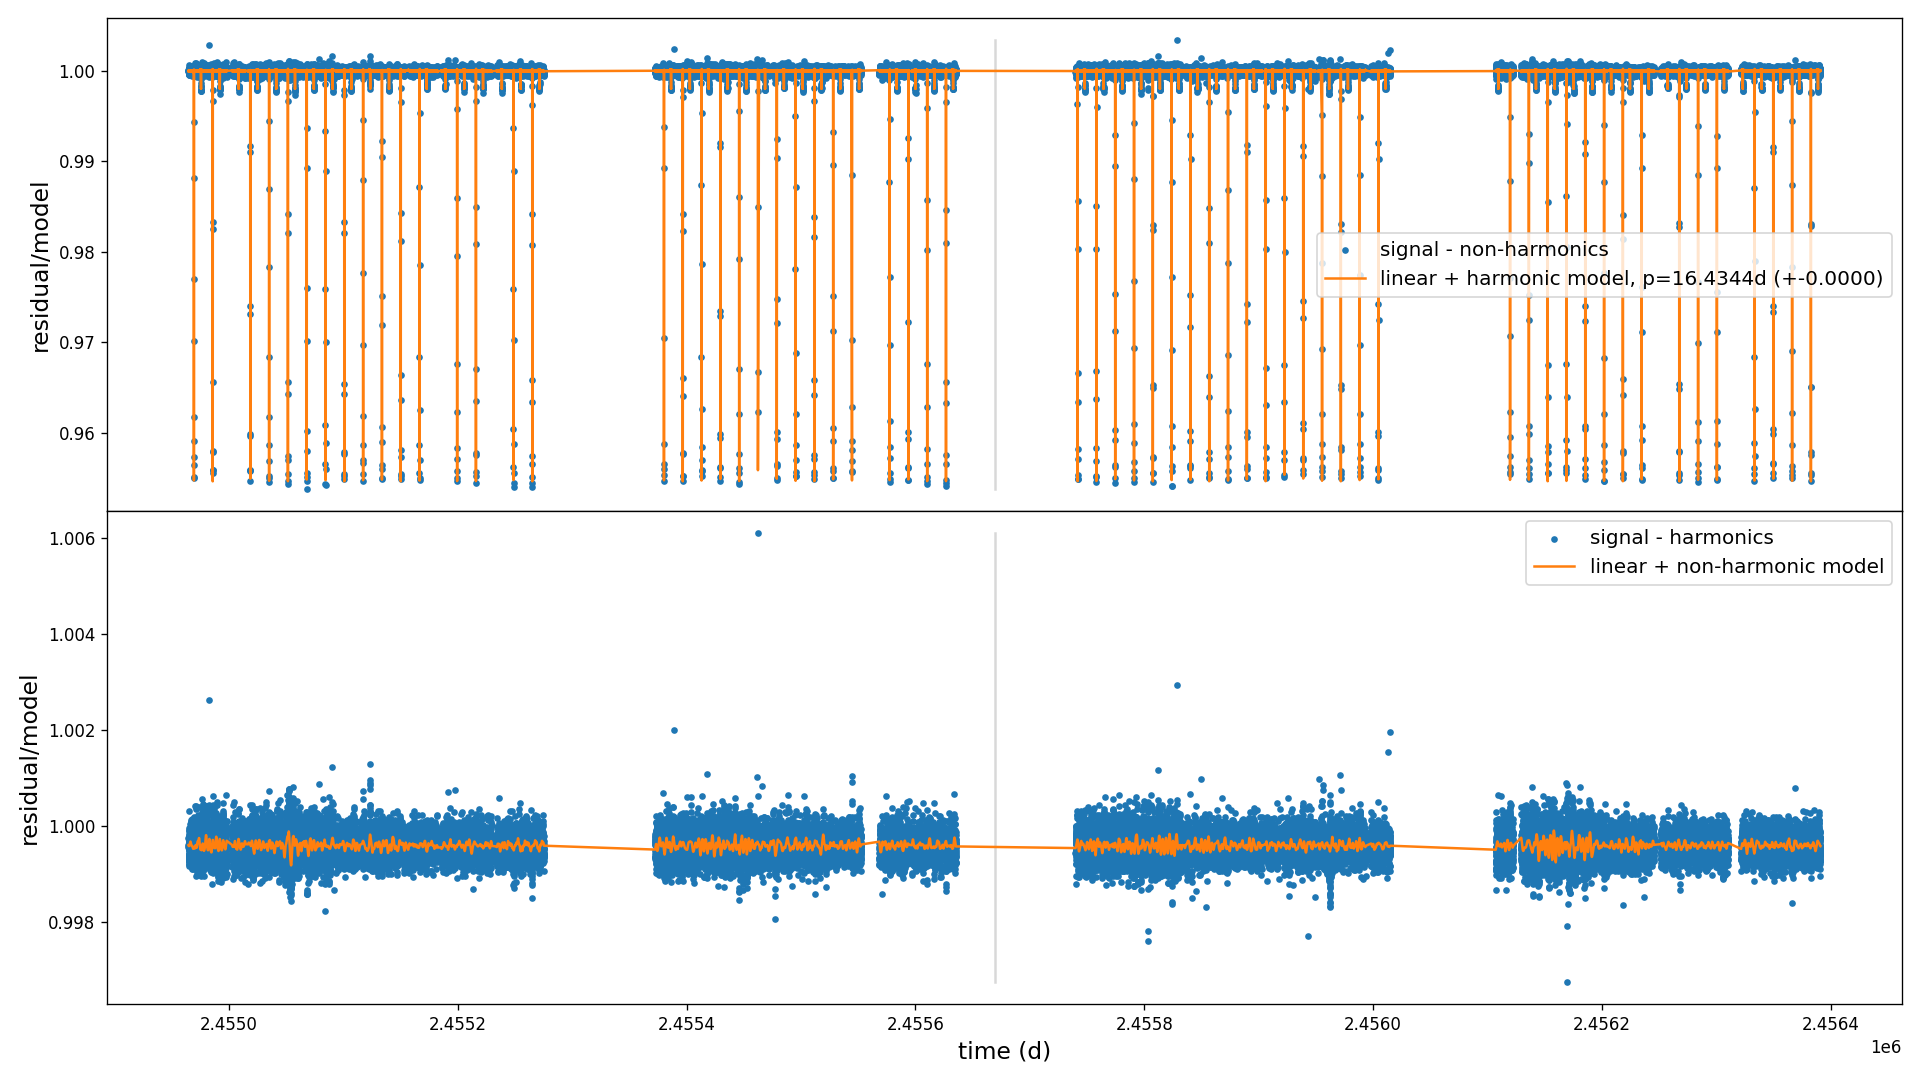 1.00
0.99
0.98
0.97
0.96
residual/model
signal - non-harmonics
linear + harmonic model, p=16.4344d (+-0.0000)
1.006
1.004
1.002
1.000
0.998
residual/model
signal - harmonics
linear + non-harmonic model
2.4550
2.4552
2.4554
2.4556
2.4558
2.4560
2.4562
2.4564
1e6
time (d)